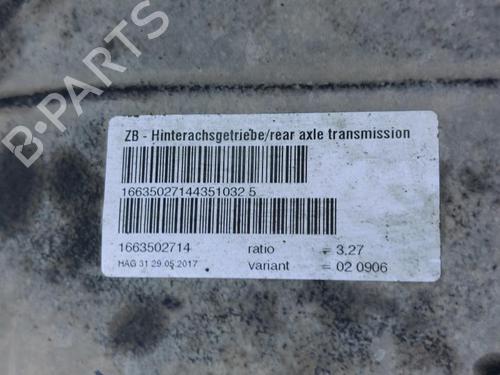 B-PARTS
ZB - Hinterachsgetriebe/rear axle transmission
16635027144351032 5
1663502714 ratio = 3.27
HAG 31 29.05.2017 variant = 02 0906